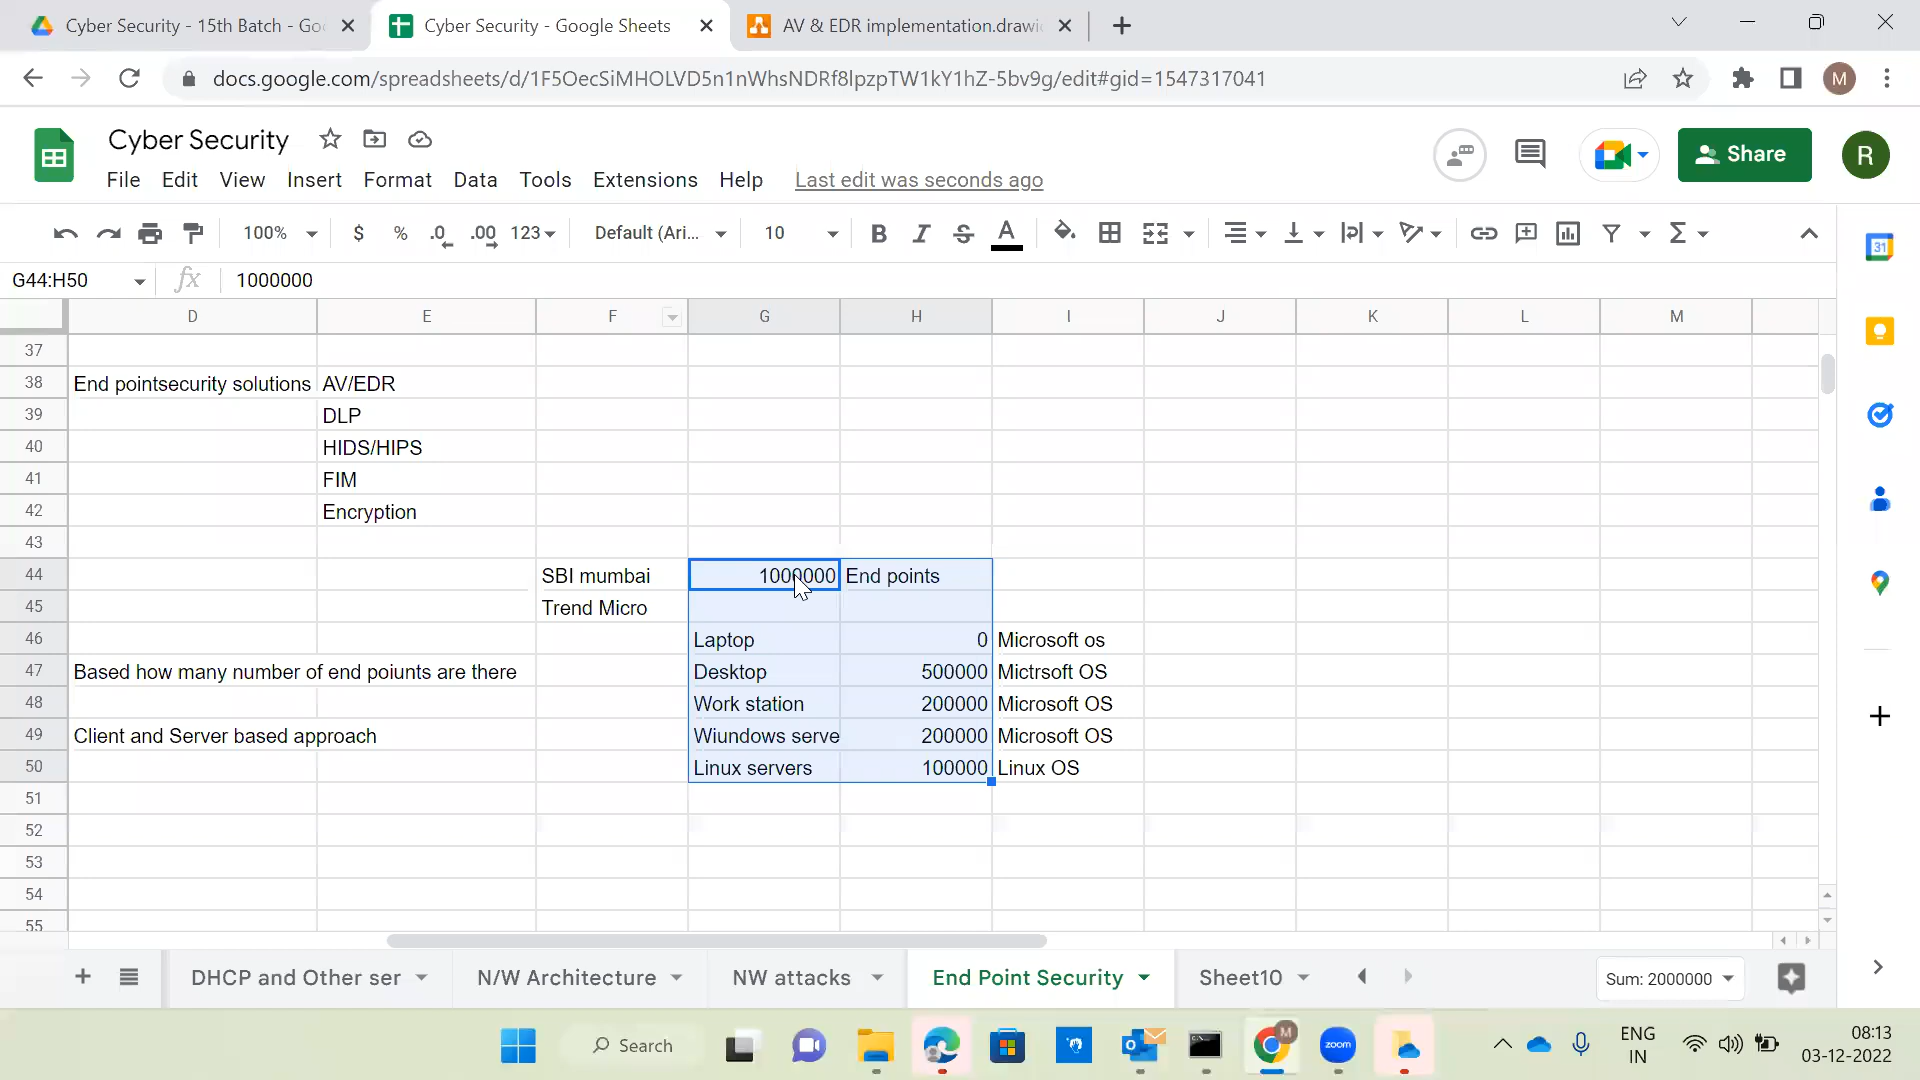 Cyber Security - 15th Batch - Go
Cyber Security - Google Sheets
AV & EDR implementation.drawi
docs.google.com/spreadsheets/d/1F5OecSiMHOLVD5n1nWhsNDRf8lpzpTW1kY1hZ-5bv9g/edit#gid=1547317041
M
Cyber Security
Share
R
File Edit View Insert Format Data Tools Extensions Help Last edit was seconds ago
100% $ % .0 .00 123 Default (Ari... 10 B I S A
G44:H50 fx 1000000
D E F G H I J K L M
37
38 End pointsecurity solutions AV/EDR
39 DLP
40 HIDS/HIPS
41 FIM
42 Encryption
43
44 SBI mumbai 1000000 End points
45 Trend Micro
46 Laptop 0 Microsoft os
47 Based how many number of end poiunts are there Desktop 500000 Mictrsoft OS
48 Work station 200000 Microsoft OS
49 Client and Server based approach Wiundows serve 200000 Microsoft OS
50 Linux servers 100000 Linux OS
51
52
53
54
55
DHCP and Other ser N/W Architecture NW attacks End Point Security Sheet10 Sum: 2000000
Search
zoom
M
ENG
IN
08:13
03-12-2022
31